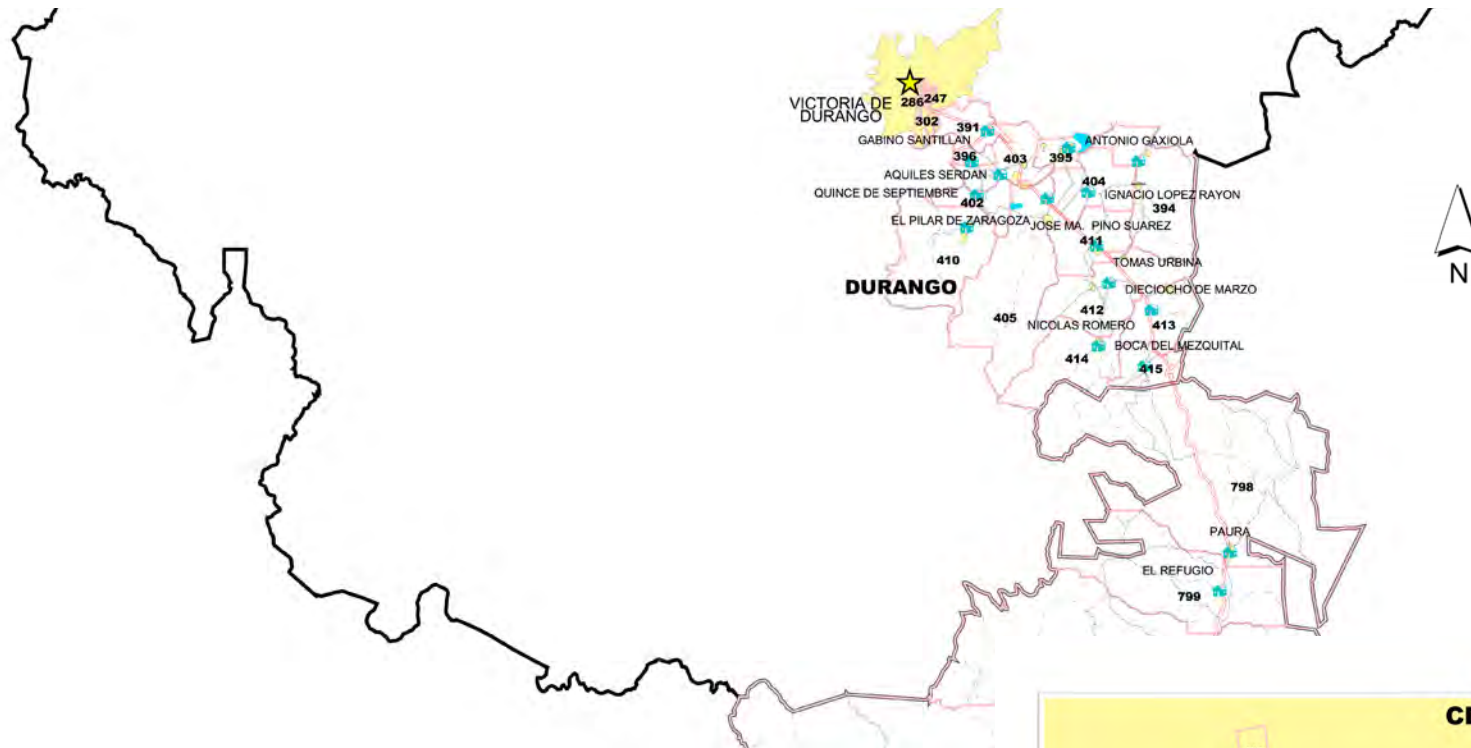 286
247
VICTORIA DE
DURANGO
302
391
GABINO SANTILLAN
ANTONIO GAXIOLA
396
403
395
AQUILES SERDAN
404
QUINCE DE SEPTIEMBRE
402
IGNACIO LOPEZ RAYON
394
EL PILAR DE ZARAGOZA
JOSE MA. PINO SUAREZ
411
410
TOMAS URBINA
DURANGO
DIECIOCHO DE MARZO
412
405
NICOLAS ROMERO
413
BOCA DEL MEZQUITAL
414
415
N
798
PAURA
EL REFUGIO
799